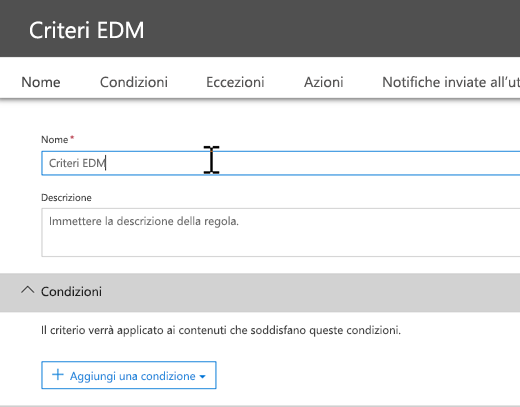 Criteri EDM
Nome Condizioni Eccezioni Azioni Notifiche inviate all'ut
Nome*
Criteri EDM
Descrizione
Immettere la descrizione della regola.
Condizioni
Il criterio verrà applicato ai contenuti che soddisfano queste condizioni.
Aggiungi una condizione